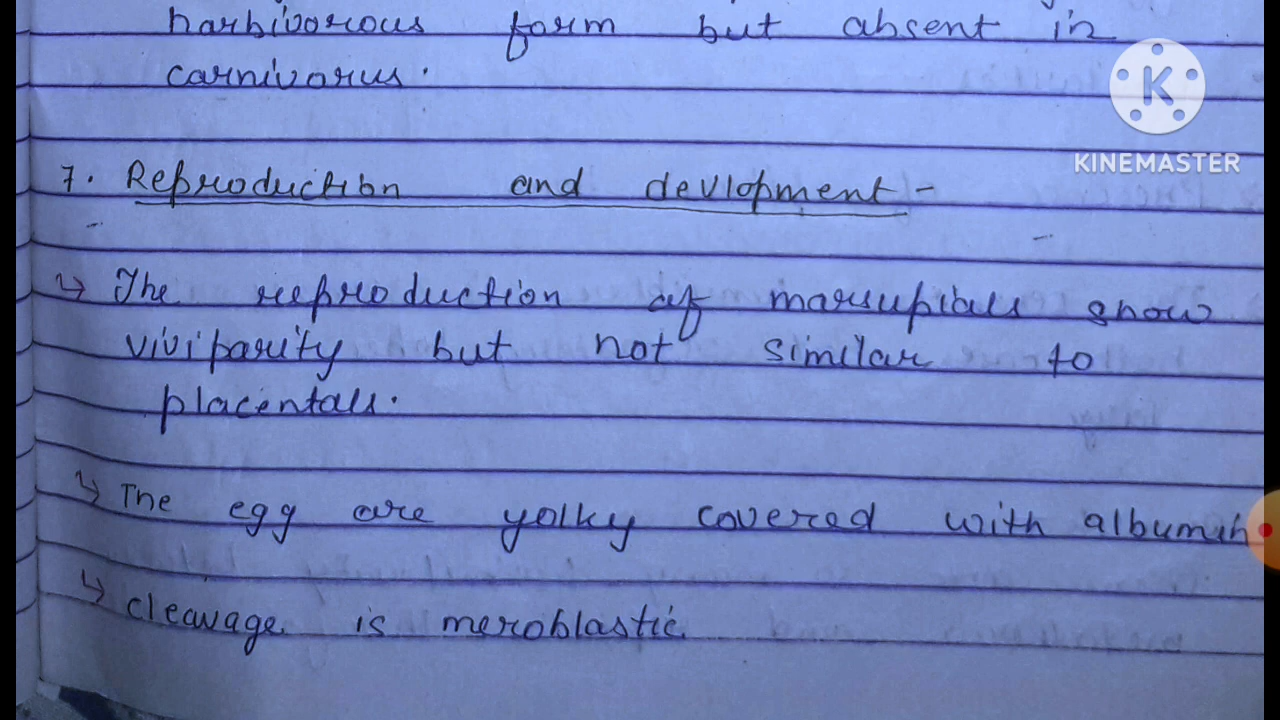 harbivorous form but absent in
carnivorus.
K
KINEMASTER
7. Reproduction and devlopment -
↳ The reproduction of marsupials show
viviparity but not similar to
placentals.
↳ The egg are yolky covered with albumin
↳ cleavage is meroblastic.